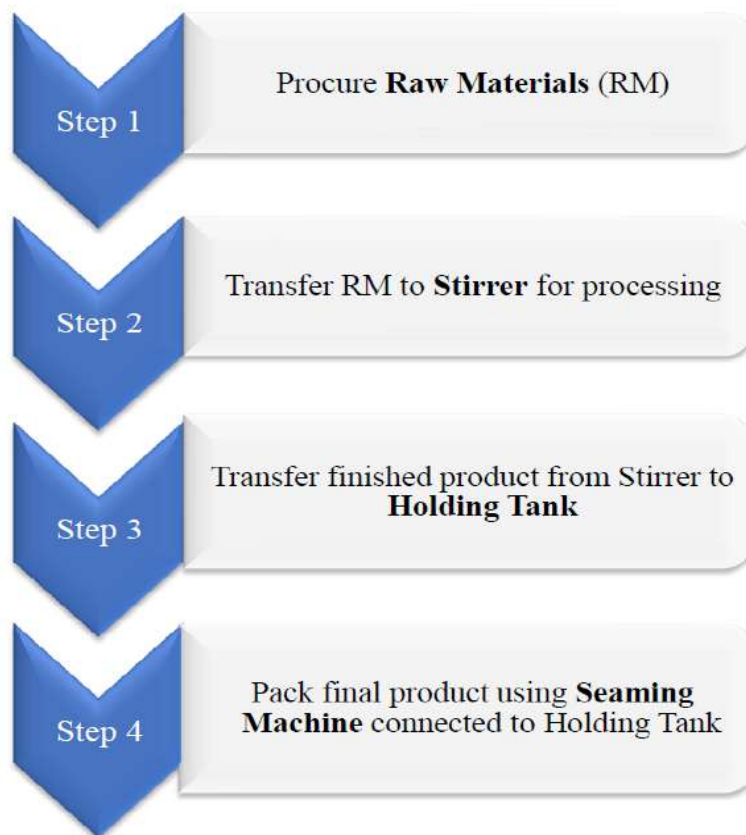 Step 1
Procure Raw Materials (RM)
Step 2
Transfer RM to Stirrer for processing
Step 3
Transfer finished product from Stirrer to
Holding Tank
Step 4
Pack final product using Seaming
Machine connected to Holding Tank